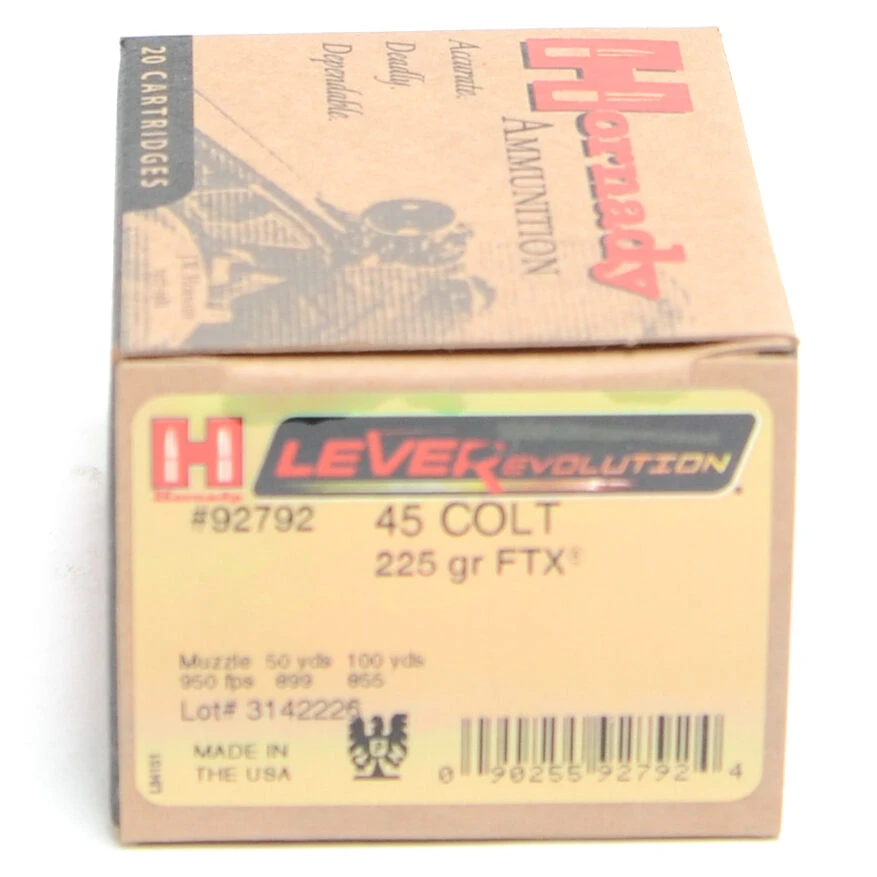 Hornady
AMMUNITION
Accurate.
Deadly.
Dependable.
20 CARTRIDGES
H
Hornady
LEVERevolution
#92792 45 COLT
225 gr FTX®
Muzzle 50 yds 100 yds
950 fps 899 855
Lot# 3142226
MADE IN
THE USA
0 90255 92792 4